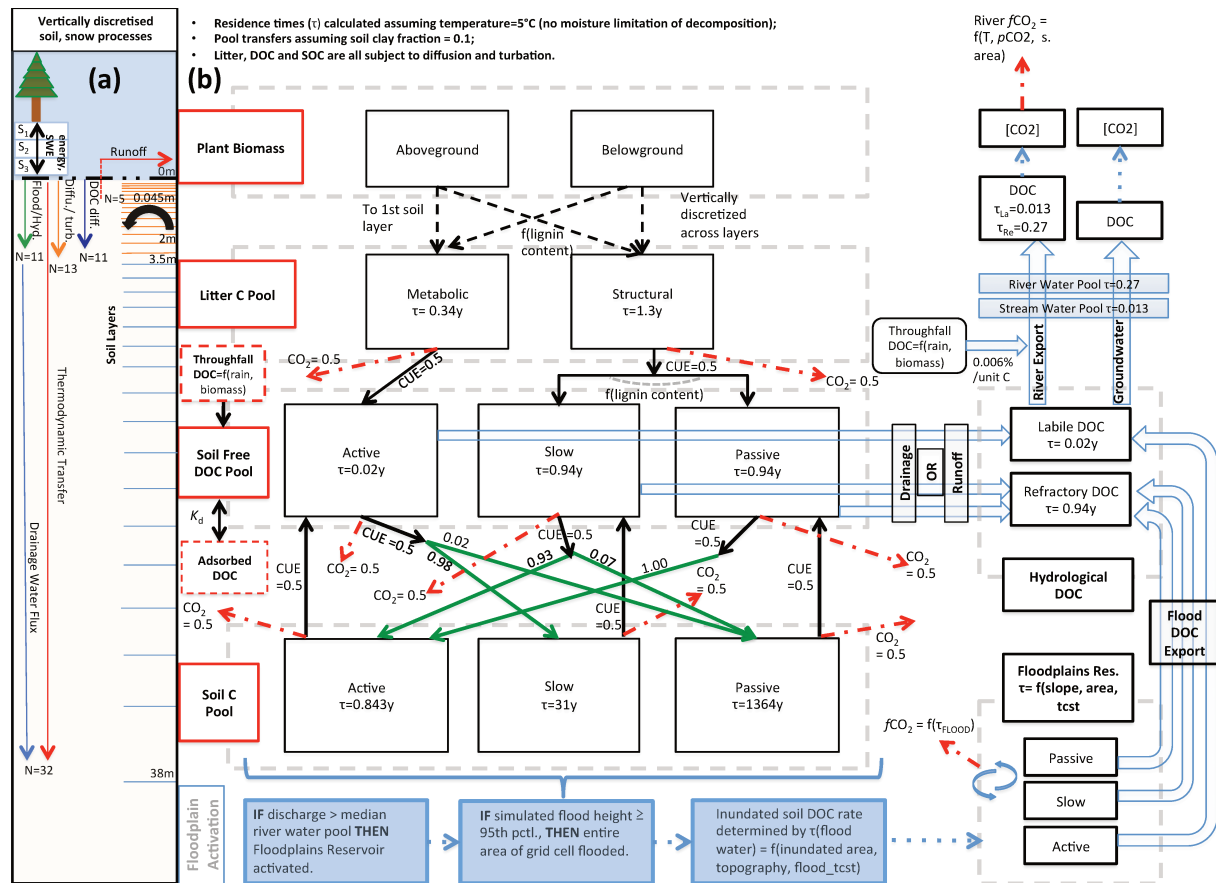 Vertically discretised
soil, snow processes
• Residence times (τ) calculated assuming temperature=5°C (no moisture limitation of decomposition);
• Pool transfers assuming soil clay fraction = 0.1;
• Litter, DOC and SOC are all subject to diffusion and turbation.
(a)
(b)
S1
S2
S3
energy,
SWE
Runoff
0m
N=5
0.045m
2m
3.5m
38m
Flood/Hyd.
Diffu./ turb.
DOC diff.
N=11
N=13
N=11
Soil Layers
Thermodynamic Transfer
Drainage Water Flux
N=32
Plant Biomass
Aboveground
Belowground
To 1st soil
layer
f(lignin
content)
Vertically
discretized
across layers
Litter C Pool
Metabolic
τ= 0.34y
Structural
τ=1.3y
Throughfall
DOC=f(rain,
biomass)
CO2= 0.5
CUE=0.5
CUE=0.5
CO2= 0.5
f(lignin content)
Soil Free
DOC Pool
Active
τ=0.02y
Slow
τ=0.94y
Passive
τ=0.94y
Kd
Adsorbed
DOC
CUE
=0.5
CUE =0.5
CO2= 0.5
0.02
0.98
CUE =0.5
CO2= 0.5
0.93
0.07
1.00
CUE
=0.5
CO2
= 0.5
CUE
=0.5
CUE
=0.5
CO2
= 0.5
CO2
= 0.5
CO2
= 0.5
Soil C
Pool
Active
τ=0.843y
Slow
τ=31y
Passive
τ=1364y
Floodplain
Activation
IF discharge > median
river water pool THEN
Floodplains Reservoir
activated.
IF simulated flood height ≥
95th pctl., THEN entire
area of grid cell flooded.
Inundated soil DOC rate
determined by τ(flood
water) = f(inundated area,
topography, flood_tcst)
River fCO2 =
f(T, pCO2, s.
area)
[CO2]
[CO2]
DOC
τLa=0.013
τRe=0.27
DOC
River Water Pool τ=0.27
Stream Water Pool τ=0.013
Throughfall
DOC=f(rain,
biomass)
0.006%
/unit C
River Export
Groundwater
Drainage
OR
Runoff
Labile DOC
τ= 0.02y
Refractory DOC
τ= 0.94y
Hydrological
DOC
Flood
DOC
Export
Floodplains Res.
τ= f(slope, area,
tcst
fCO2 = f(τFLOOD)
Passive
Slow
Active